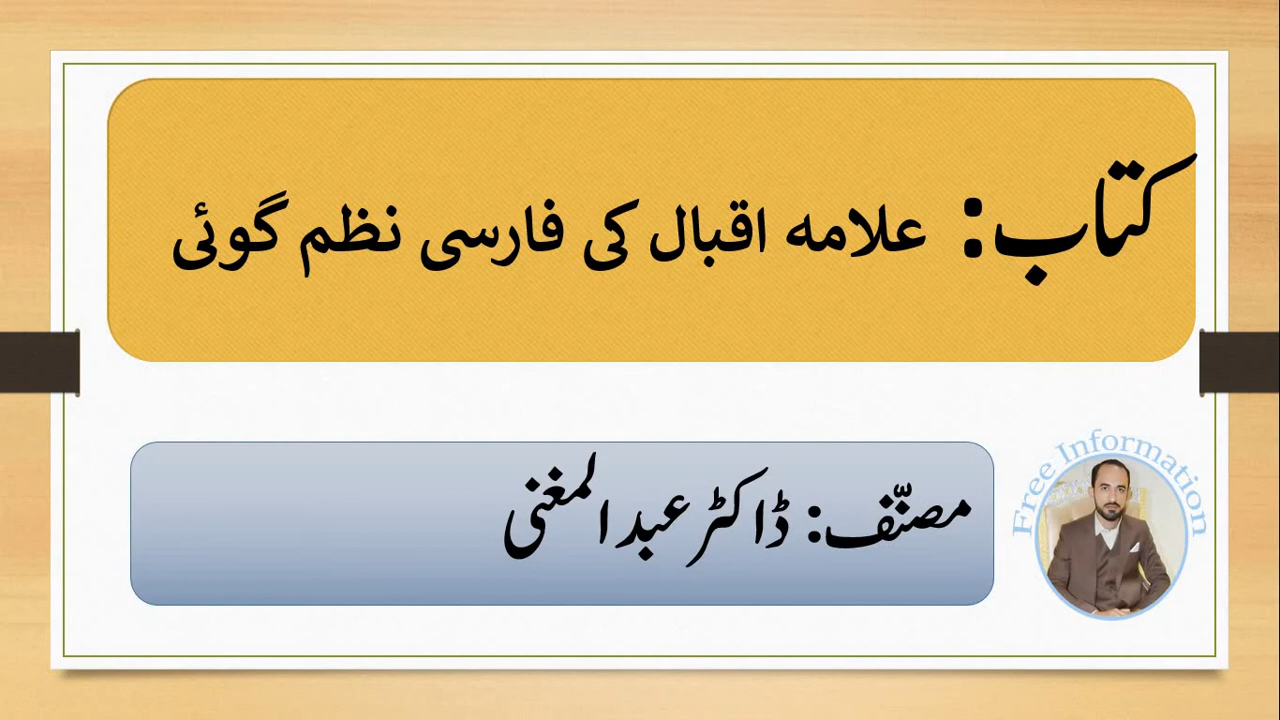 کتاب: علامہ اقبال کی فارسی نظم گوئی
مصنّف: ڈاکٹر عبدالمغنی
Free Information